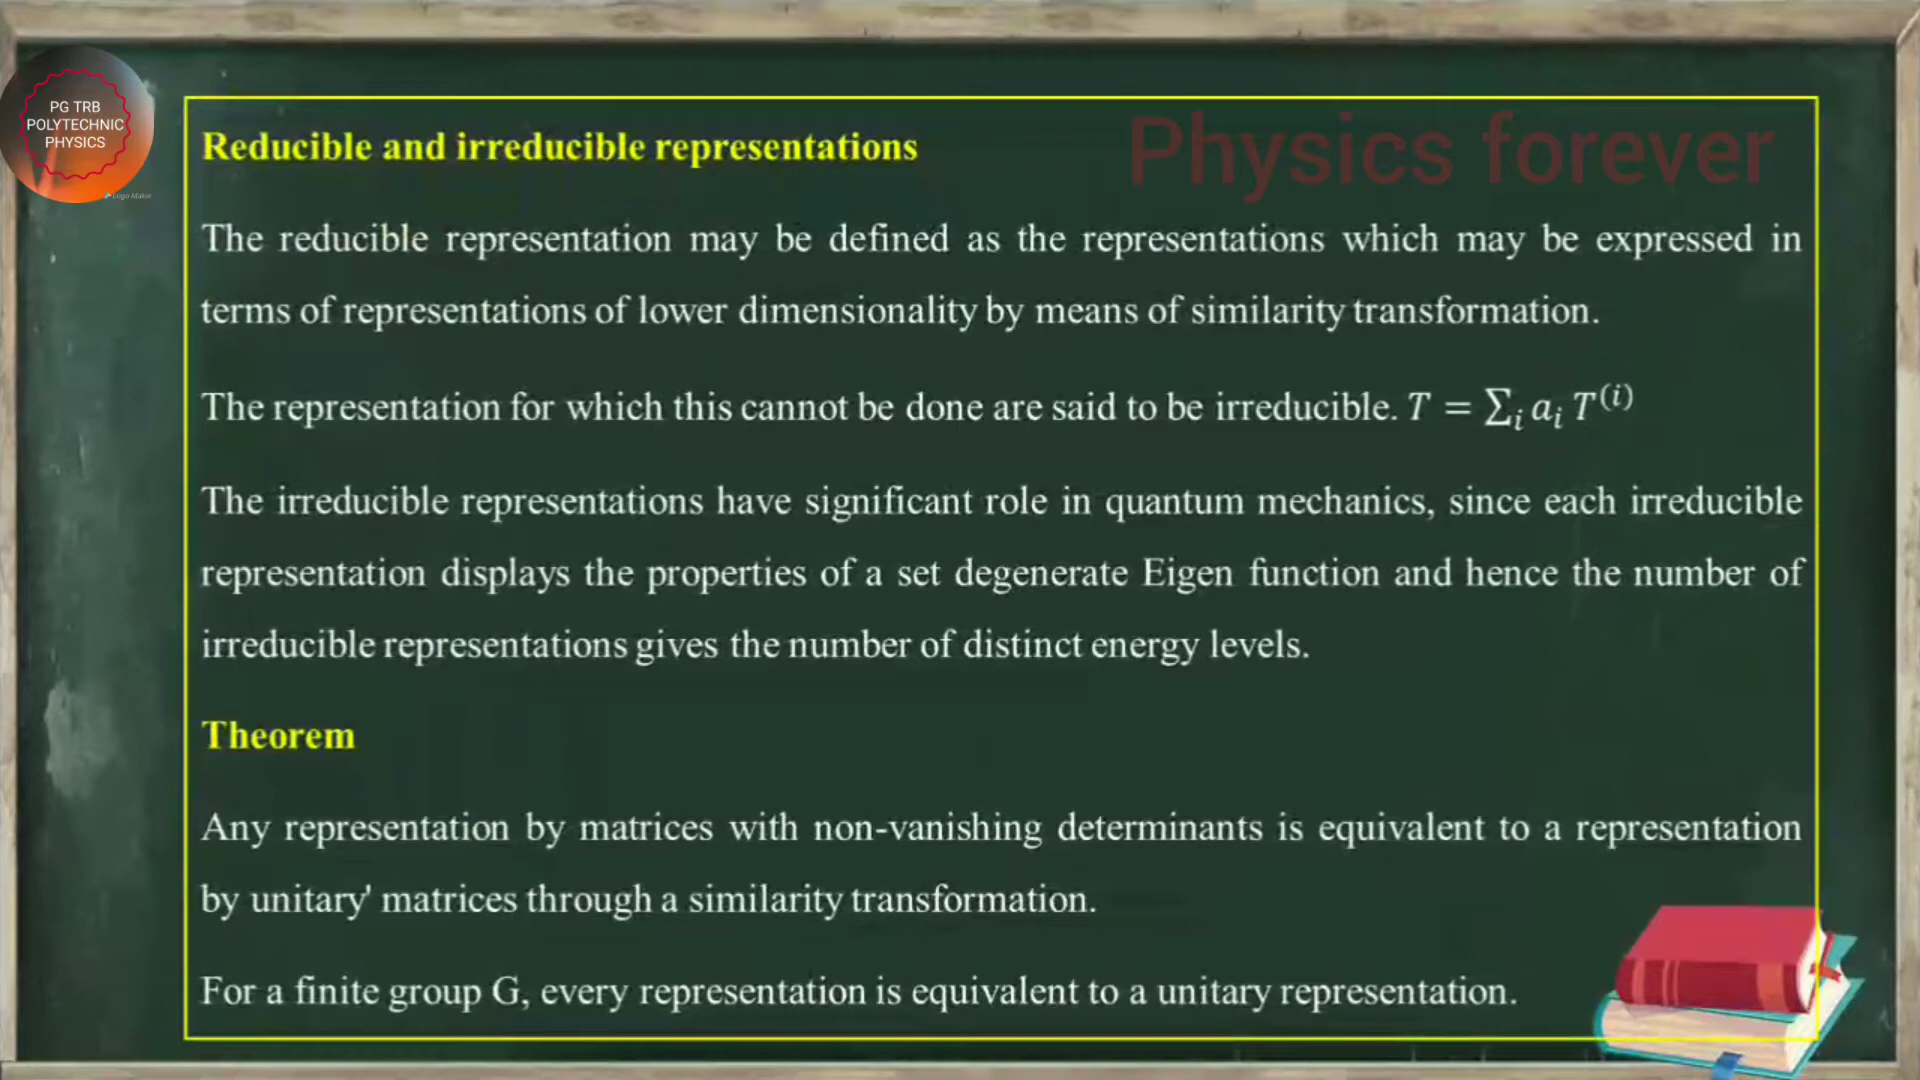 PG TRB
POLYTECHNIC
PHYSICS
Logo Maker
Physics forever
Reducible and irreducible representations
The reducible representation may be defined as the representations which may be expressed in
terms of representations of lower dimensionality by means of similarity transformation.
The representation for which this cannot be done are said to be irreducible. T = ∑ᵢ aᵢ T⁽ⁱ⁾
The irreducible representations have significant role in quantum mechanics, since each irreducible
representation displays the properties of a set degenerate Eigen function and hence the number of
irreducible representations gives the number of distinct energy levels.
Theorem
Any representation by matrices with non-vanishing determinants is equivalent to a representation
by unitary' matrices through a similarity transformation.
For a finite group G, every representation is equivalent to a unitary representation.